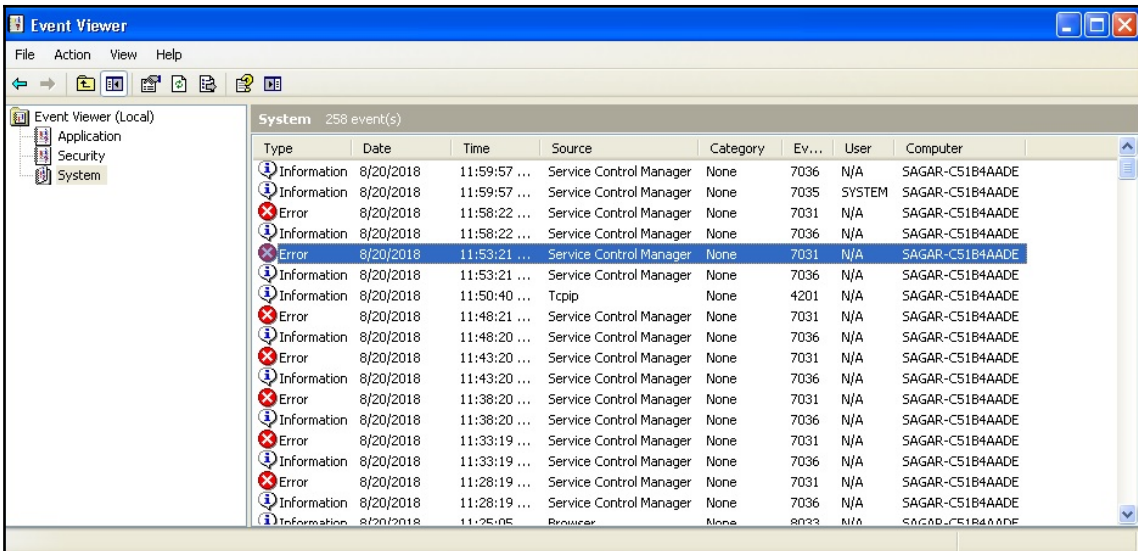 Event Viewer
File Action View Help
Event Viewer (Local)
Application
Security
System
System 258 event(s)
Type Date Time Source Category Ev... User Computer
Information 8/20/2018 11:59:57 ... Service Control Manager None 7036 N/A SAGAR-C51B4AADE
Information 8/20/2018 11:59:57 ... Service Control Manager None 7035 SYSTEM SAGAR-C51B4AADE
Error 8/20/2018 11:58:22 ... Service Control Manager None 7031 N/A SAGAR-C51B4AADE
Information 8/20/2018 11:58:22 ... Service Control Manager None 7036 N/A SAGAR-C51B4AADE
Error 8/20/2018 11:53:21 ... Service Control Manager None 7031 N/A SAGAR-C51B4AADE
Information 8/20/2018 11:53:21 ... Service Control Manager None 7036 N/A SAGAR-C51B4AADE
Information 8/20/2018 11:50:40 ... Tcpip None 4201 N/A SAGAR-C51B4AADE
Error 8/20/2018 11:48:21 ... Service Control Manager None 7031 N/A SAGAR-C51B4AADE
Information 8/20/2018 11:48:20 ... Service Control Manager None 7036 N/A SAGAR-C51B4AADE
Error 8/20/2018 11:43:20 ... Service Control Manager None 7031 N/A SAGAR-C51B4AADE
Information 8/20/2018 11:43:20 ... Service Control Manager None 7036 N/A SAGAR-C51B4AADE
Error 8/20/2018 11:38:20 ... Service Control Manager None 7031 N/A SAGAR-C51B4AADE
Information 8/20/2018 11:38:20 ... Service Control Manager None 7036 N/A SAGAR-C51B4AADE
Error 8/20/2018 11:33:19 ... Service Control Manager None 7031 N/A SAGAR-C51B4AADE
Information 8/20/2018 11:33:19 ... Service Control Manager None 7036 N/A SAGAR-C51B4AADE
Error 8/20/2018 11:28:19 ... Service Control Manager None 7031 N/A SAGAR-C51B4AADE
Information 8/20/2018 11:28:19 ... Service Control Manager None 7036 N/A SAGAR-C51B4AADE
Information 8/20/2018 11:25:05 ... Browser None 8033 N/A SAGAR-C51B4AADE